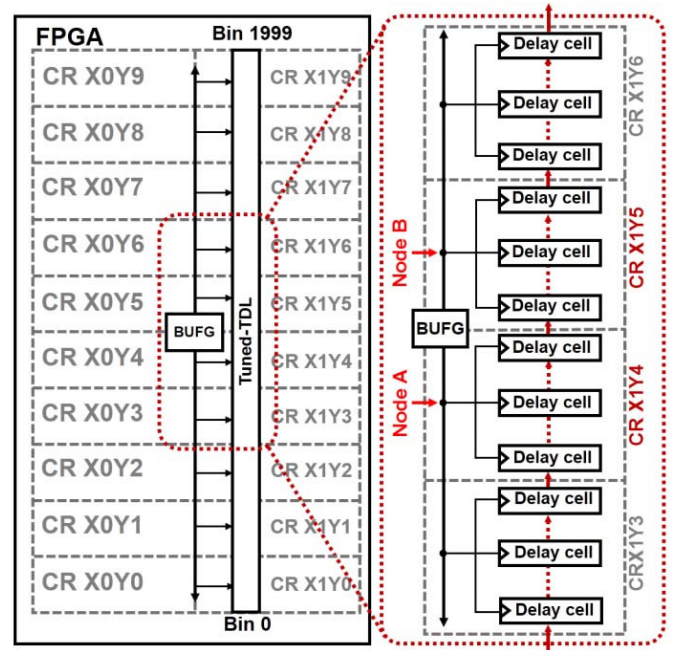 FPGA
Bin 1999
CR X0Y9
CR X1Y9
CR X0Y8
CR X1Y8
CR X0Y7
CR X1Y7
CR X0Y6
CR X1Y6
CR X0Y5
CR X1Y5
BUFG
Tuned-TDL
CR X0Y4
CR X1Y4
CR X0Y3
CR X1Y3
CR X0Y2
CR X1Y2
CR X0Y1
CR X1Y1
CR X0Y0
CR X1Y0
Bin 0
Delay cell
Delay cell
Delay cell
CR X1Y6
Delay cell
Delay cell
Delay cell
CR X1Y5
Node B
BUFG
Delay cell
Delay cell
Delay cell
CR X1Y4
Node A
Delay cell
Delay cell
Delay cell
CRX1Y3